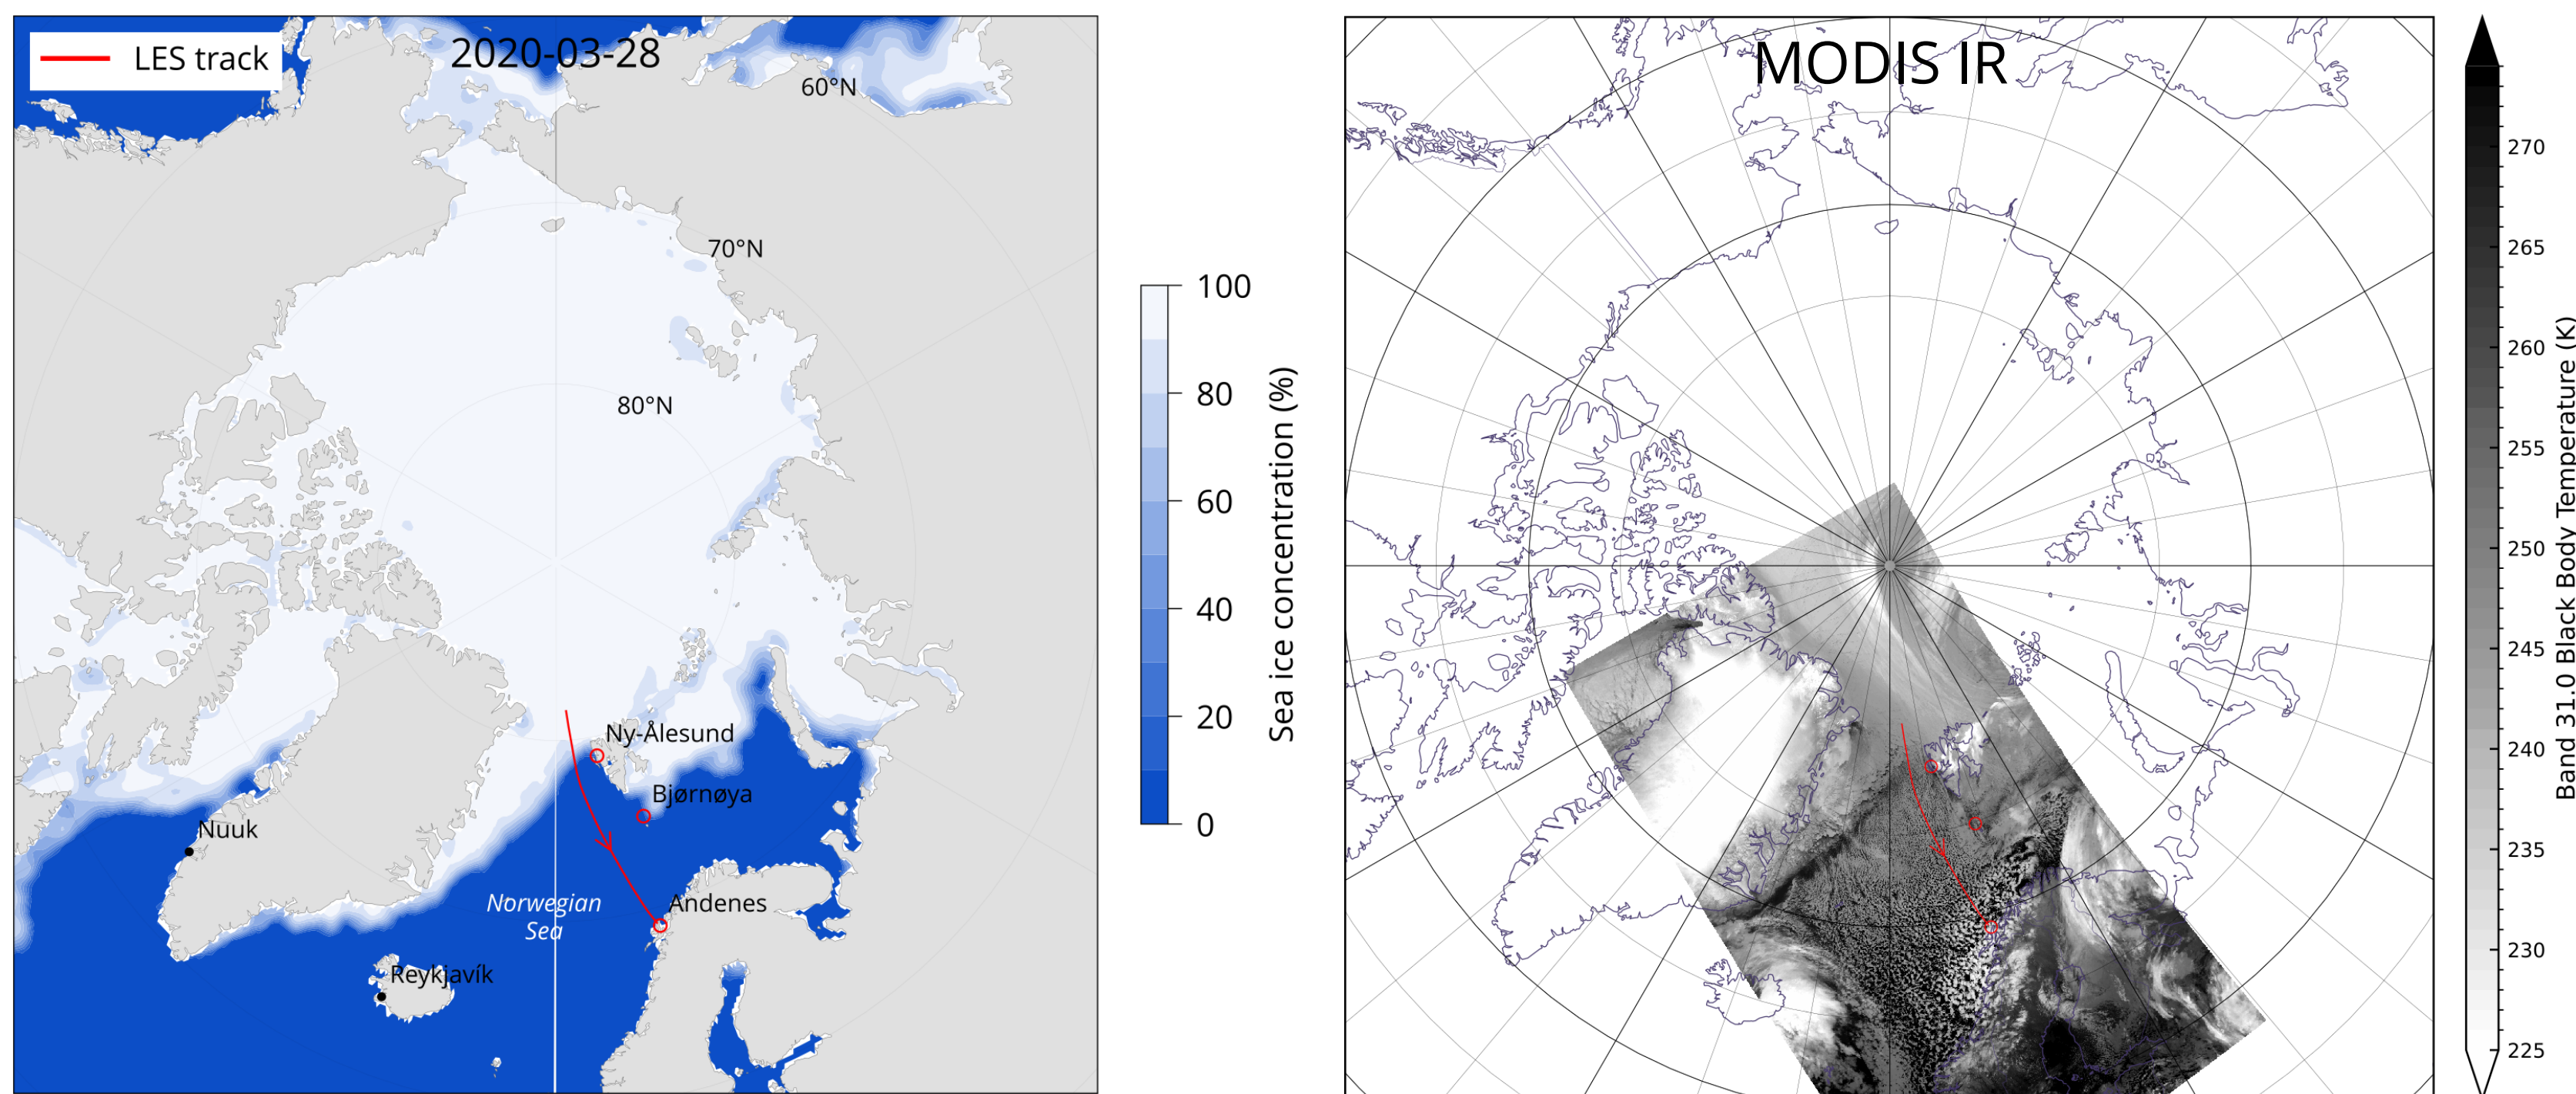 LES track
2020-03-28
60°N
70°N
80°N
Ny-Ålesund
Bjørnøya
Nuuk
Andenes
Norwegian
Sea
Reykjavík
100
80
60
40
20
0
Sea ice concentration (%)
MODIS IR
270
265
260
255
250
245
240
235
230
225
Band 31.0 Black Body Temperature (K)